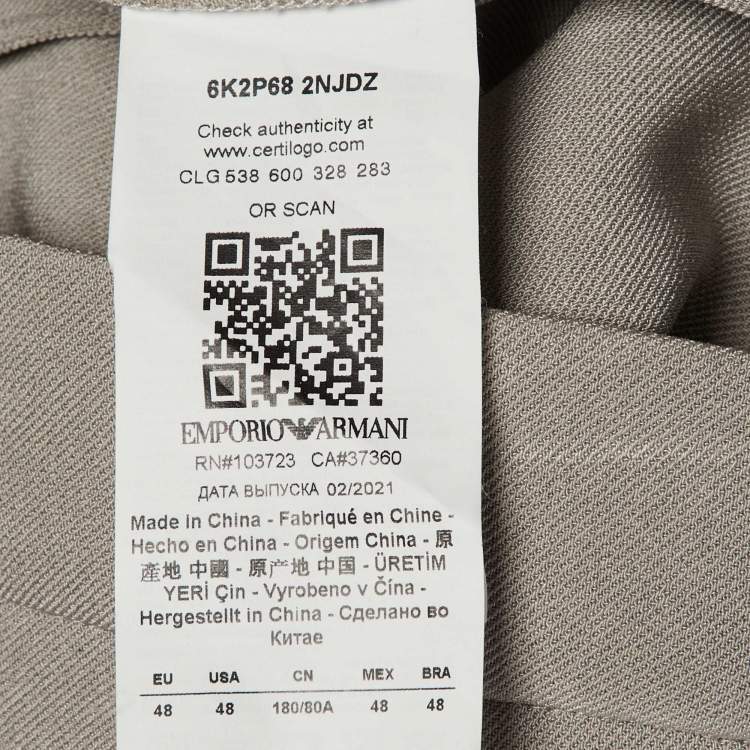 6K2P68 2NJDZ
Check authenticity at
www.certilogo.com
CLG 538 600 328 283
OR SCAN
EMPORIO ARMANI
RN#103723 CA#37360
ДАТА ВЫПУСКА 02/2021
Made in China - Fabriqué en Chine -
Hecho en China - Origem China - 原
產地 中國 - 原产地 中国 - ÜRETİM
YERİ Çin - Vyrobeno v Čína -
Hergestellt in China - Сделано во
Китае
EU USA CN MEX BRA
48 48 180/80A 48 48